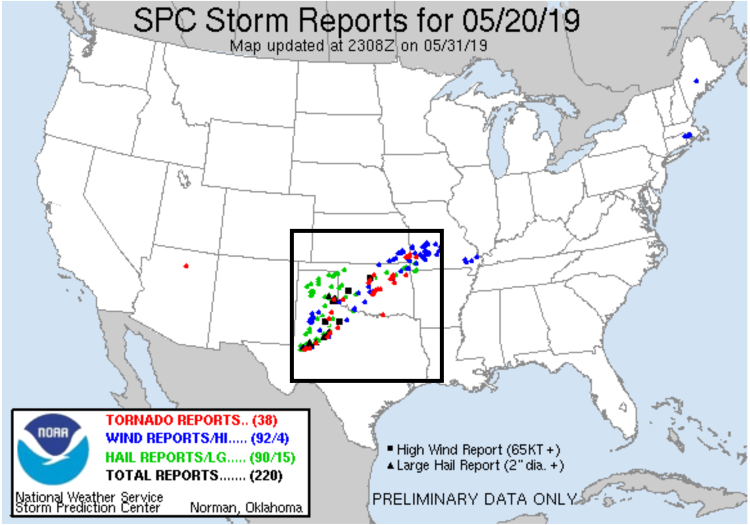 SPC Storm Reports for 05/20/19
Map updated at 2308Z on 05/31/19
NOAA
TORNADO REPORTS.. (38)
WIND REPORTS/HI..... (92/4)
HAIL REPORTS/LG..... (90/15)
TOTAL REPORTS....... (220)
National Weather Service
Storm Prediction Center Norman, Oklahoma
High Wind Report (65KT +)
Large Hail Report (2" dia. +)
PRELIMINARY DATA ONLY